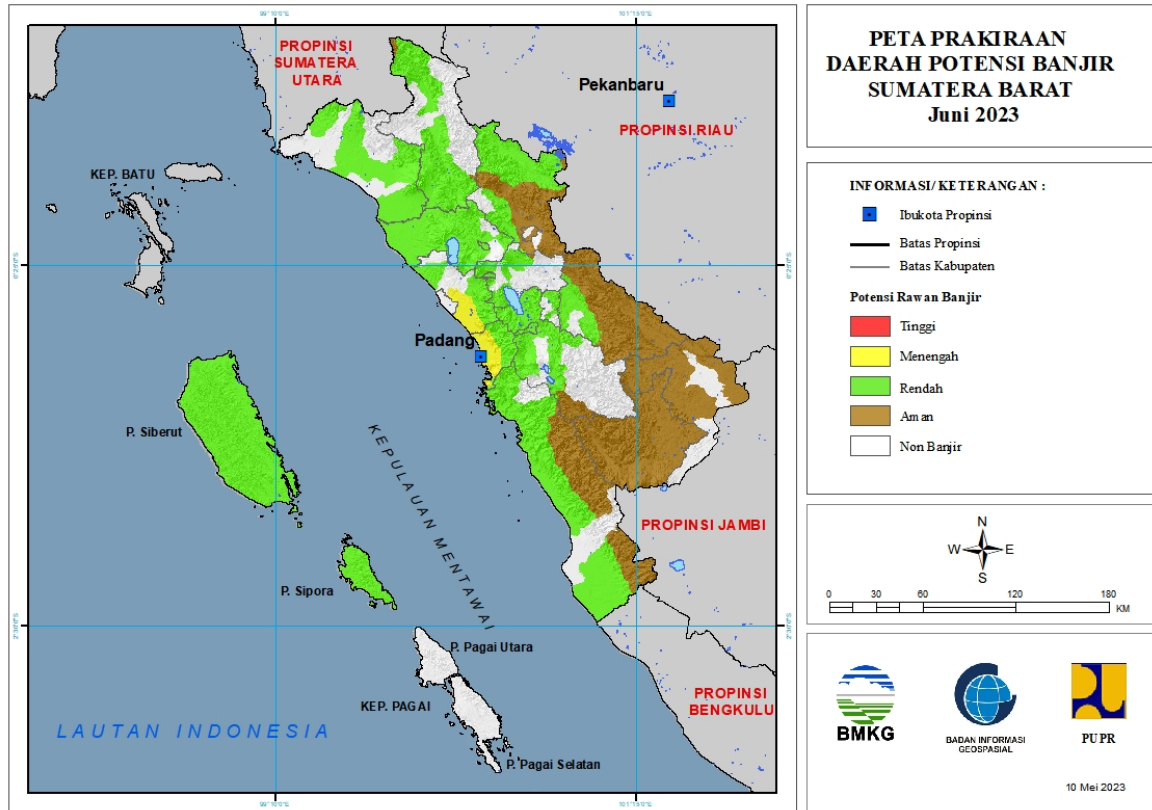 PETA PRAKIRAAN
DAERAH POTENSI BANJIR
SUMATERA BARAT
Juni 2023
INFORMASI/ KETERANGAN :
Ibukota Propinsi
Batas Propinsi
Batas Kabupaten
Potensi Rawan Banjir
Tinggi
Menengah
Rendah
Aman
Non Banjir
N
W E
S
0 30 60 120 180
KM
BMKG
BADAN INFORMASI
GEOSPASIAL
PUPR
10 Mei 2023
PROPINSI
SUMATERA
UTARA
Pekanbaru
PROPINSI RIAU
KEP. BATU
Padang
P. Siberut
KEPULAUAN MENTAWAI
PROPINSI JAMBI
P. Sipora
P. Pagai Utara
KEP. PAGAI
PROPINSI
BENGKULU
LAUTAN INDONESIA
P. Pagai Selatan